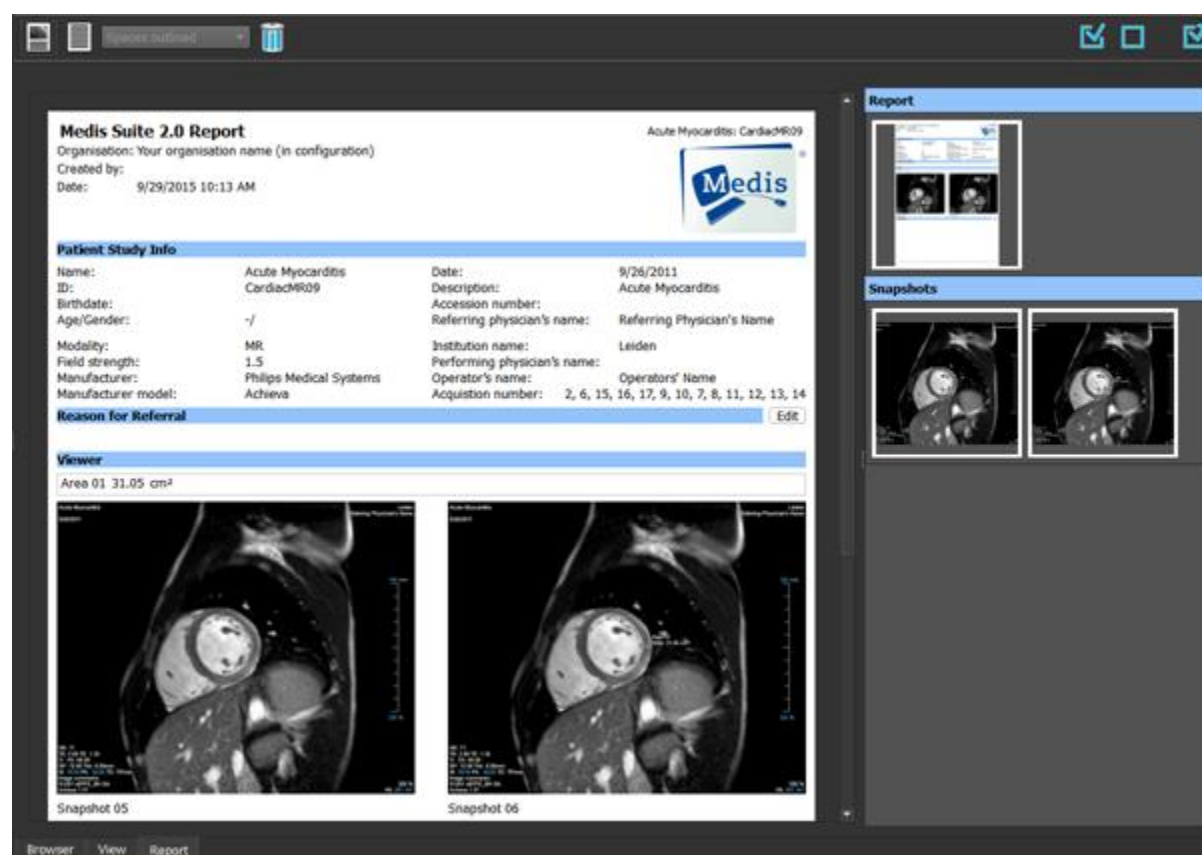 Spaces outlined
Medis Suite 2.0 Report
Acute Myocarditis: CardiacMR09
Organisation: Your organisation name (in configuration)
Created by:
Date: 9/29/2015 10:13 AM
Medis
Patient Study Info
Name: Acute Myocarditis Date: 9/26/2011
ID: CardiacMR09 Description: Acute Myocarditis
Birthdate: Accession number:
Age/Gender: -/ Referring physician's name: Referring Physician's Name
Modality: MR Institution name: Leiden
Field strength: 1.5 Performing physician's name:
Manufacturer: Philips Medical Systems Operator's name: Operators' Name
Manufacturer model: Achieva Acquistion number: 2, 6, 15, 16, 17, 9, 10, 7, 8, 11, 12, 13, 14
Reason for Referral Edit
Viewer
Area 01 31.05 cm²
Snapshot 05 Snapshot 06
Report
Snapshots
Browser View Report